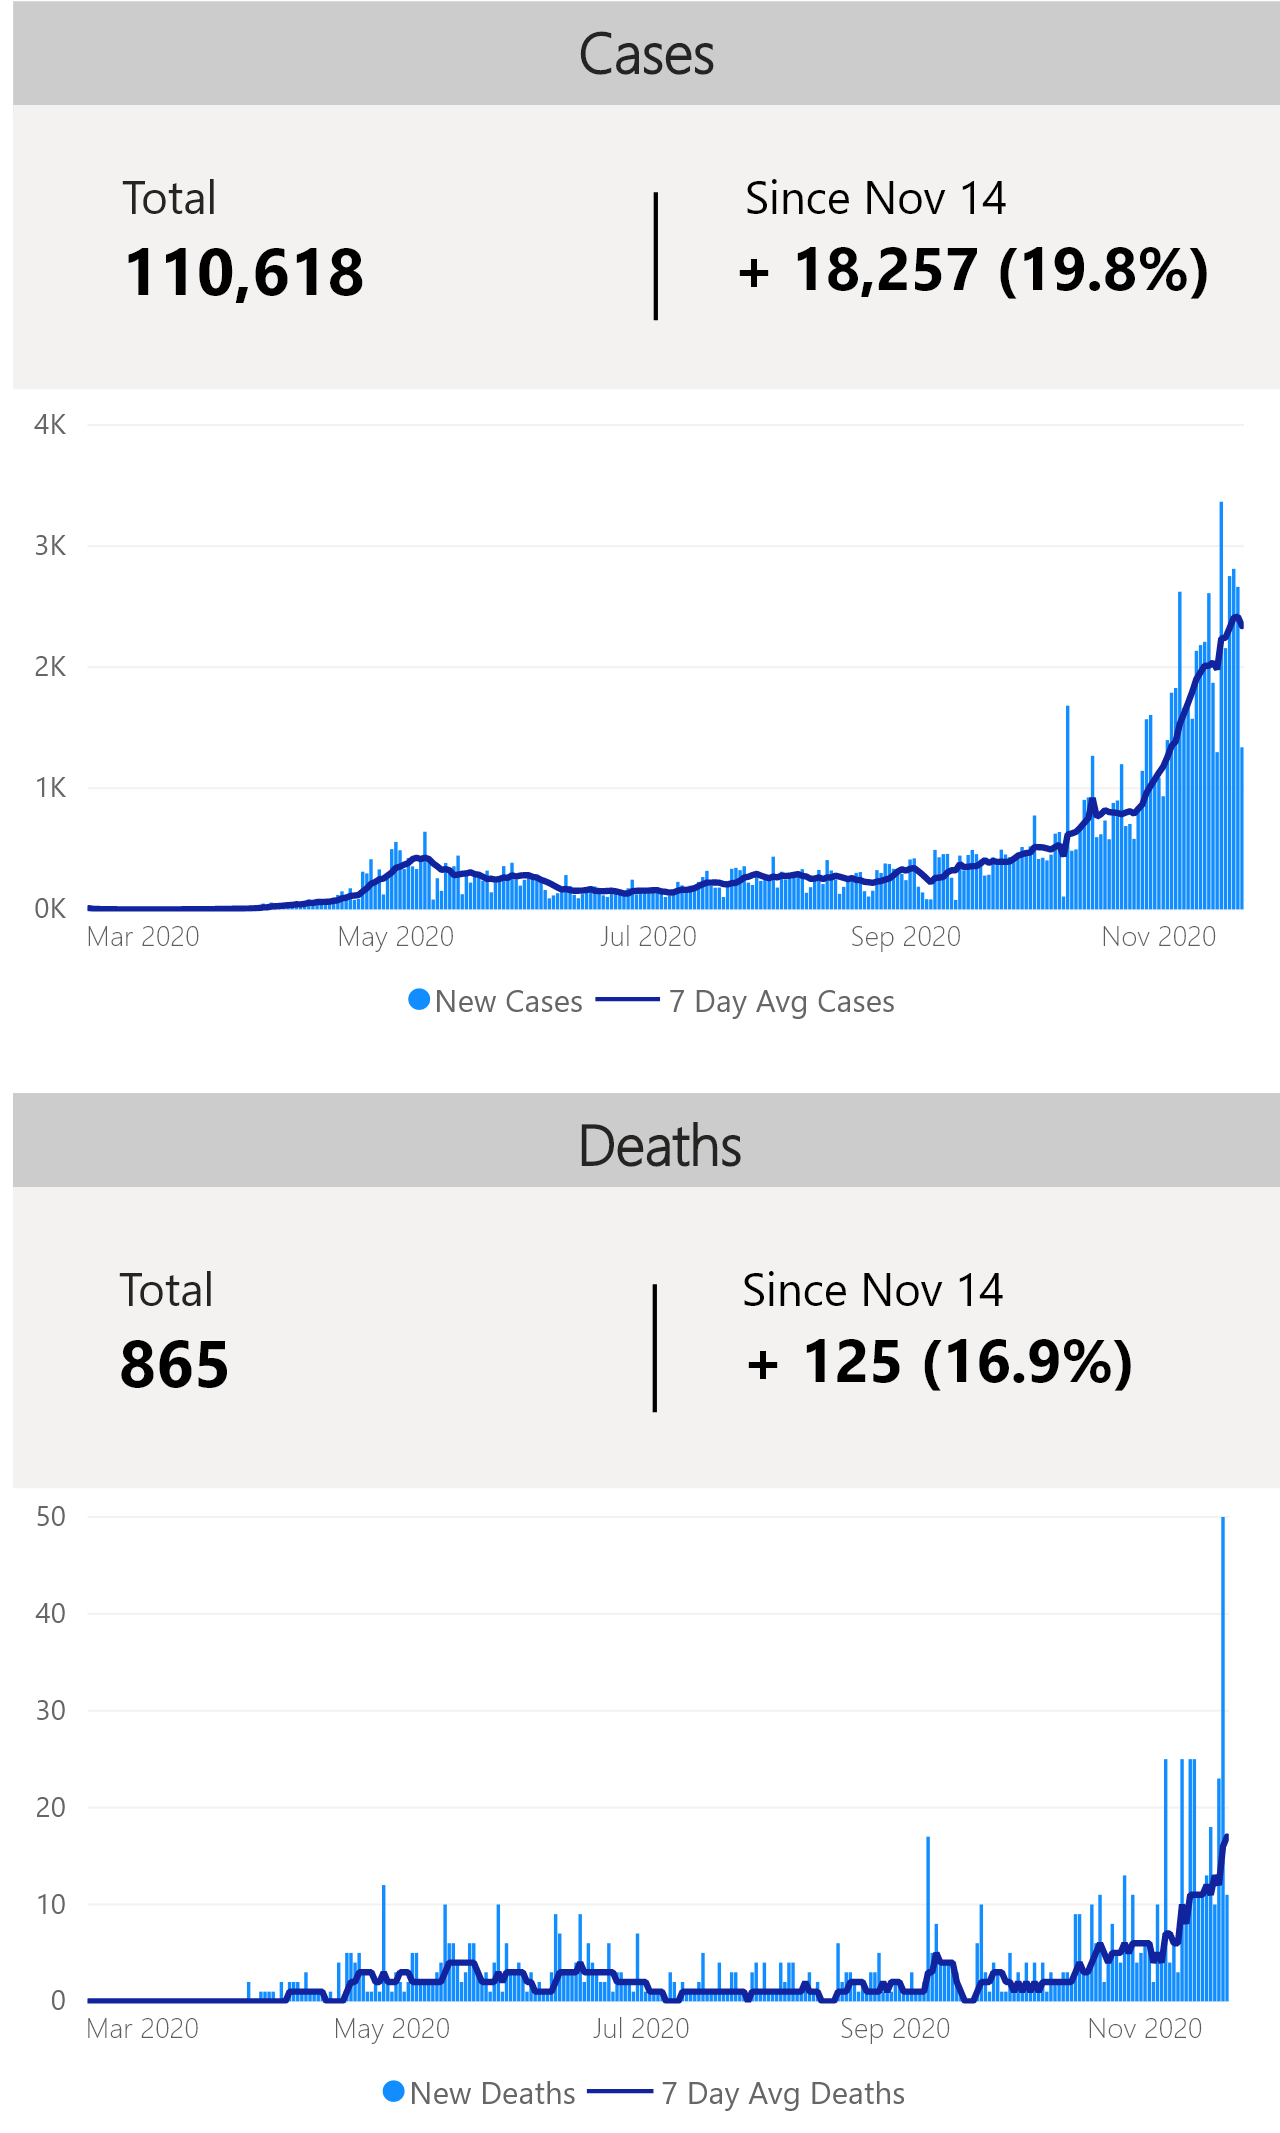 Cases
Total
Since Nov 14
110,618
+ 18,257 (19.8%)
4K
3K
2K
1K
0K
Mar 2020 May 2020 Jul 2020 Sep 2020 Nov 2020
New Cases 7 Day Avg Cases
Deaths
Total
Since Nov 14
865
+ 125 (16.9%)
50
40
30
20
10
0
Mar 2020 May 2020 Jul 2020 Sep 2020 Nov 2020
New Deaths 7 Day Avg Deaths